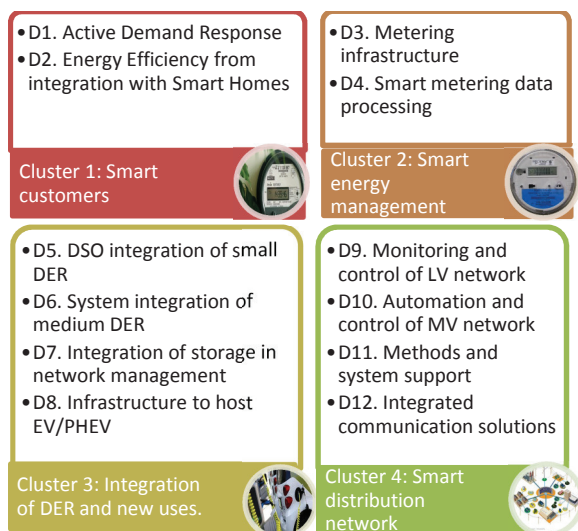 •D1. Active Demand Response
•D2. Energy Efficiency from
integration with Smart Homes
Cluster 1: Smart
customers
•D3. Metering
infrastructure
•D4. Smart metering data
processing
Cluster 2: Smart
energy
management
•D5. DSO integration of small
DER
•D6. System integration of
medium DER
•D7. Integration of storage in
network management
•D8. Infrastructure to host
EV/PHEV
Cluster 3: Integration
of DER and new uses.
•D9. Monitoring and
control of LV network
•D10. Automation and
control of MV network
•D11. Methods and
system support
•D12. Integrated
communication solutions
Cluster 4: Smart
distribution
network